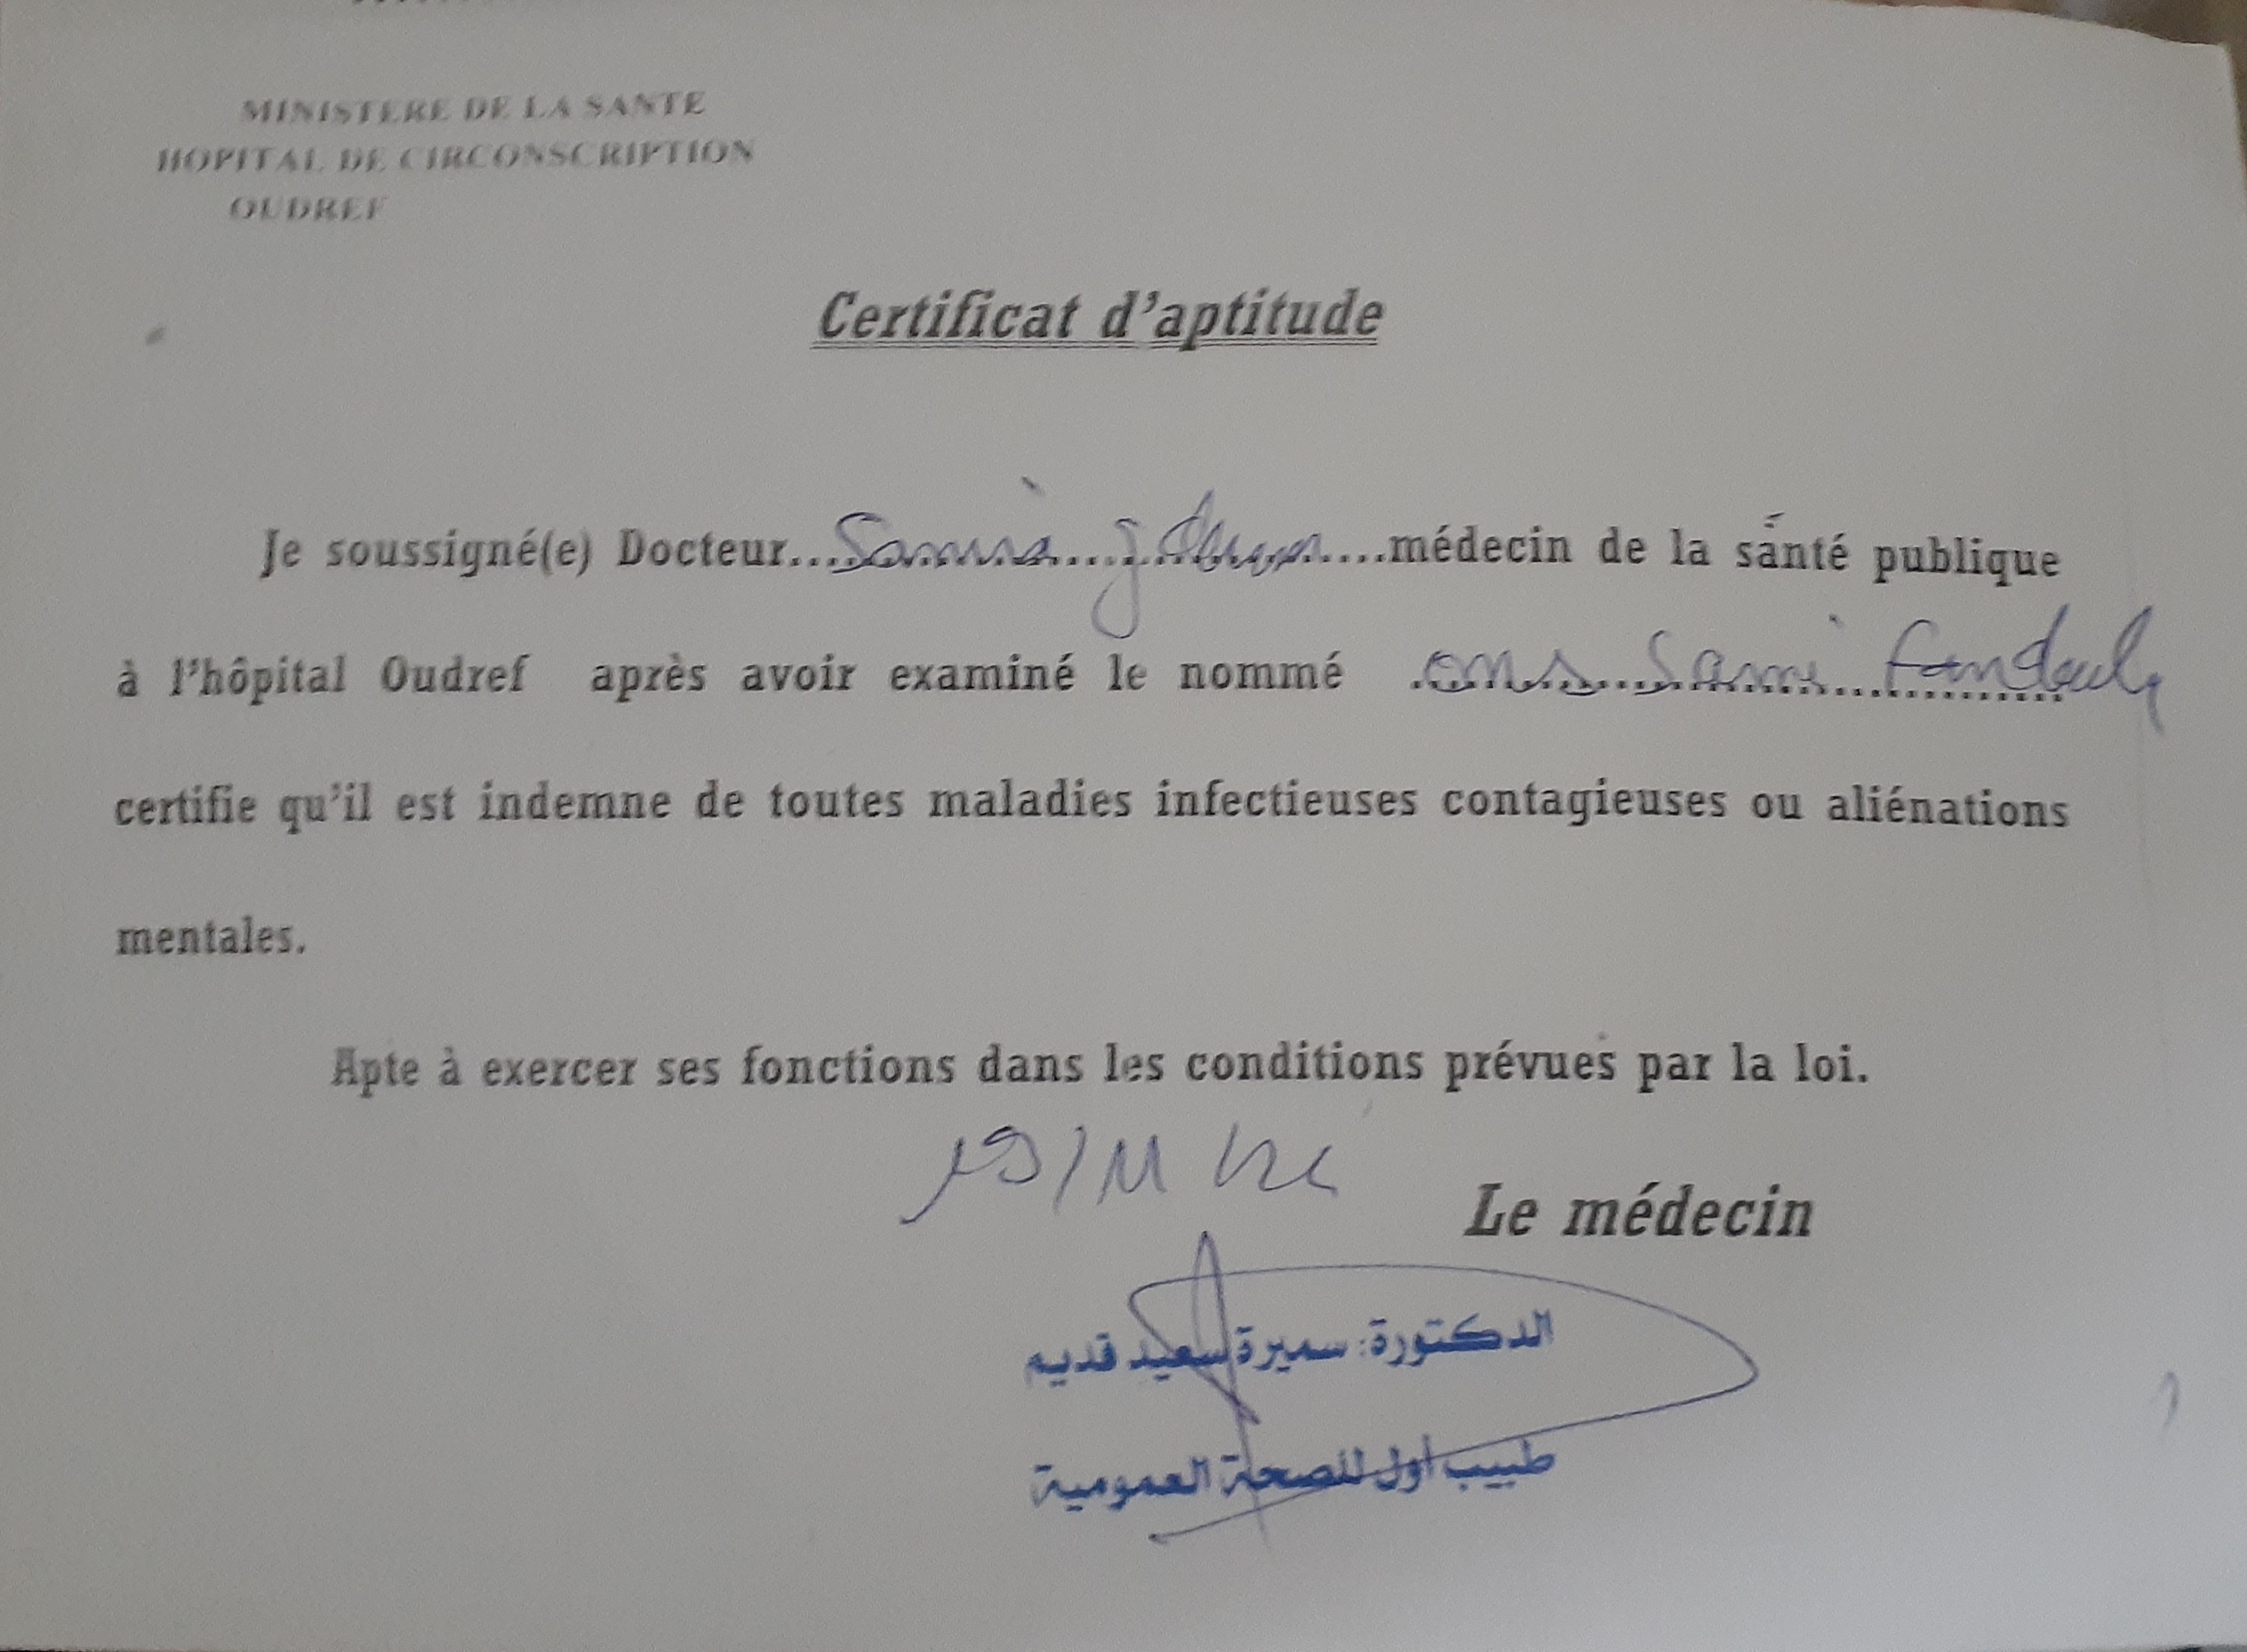 MINISTERE DE LA SANTE
HOPITAL DE CIRCONSCRIPTION
OUDREF
Certificat d'aptitude
Je soussigné(e) Docteur.......médecin de la santé publique
à l'hôpital Oudref après avoir examiné le nommé ons Sami
certifie qu'il est indemne de toutes maladies infectieuses contagieuses ou aliénations
mentales.
Apte à exercer ses fonctions dans les conditions prévues par la loi.
Le médecin
الدكتورة: سميرة سعيد قديم
طبيب أول للصحة العمومية